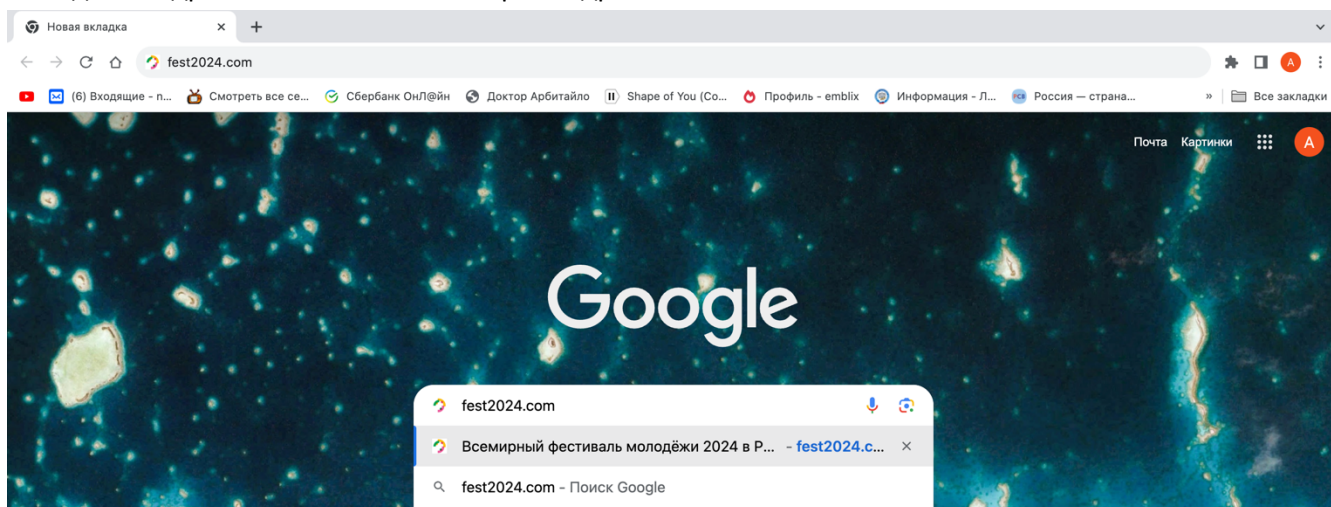 Новая вкладка
fest2024.com
(6) Входящие - п... Смотреть все се... Сбербанк ОнЛ@йн Доктор Арбитайло Shape of You (Co... Профиль - emblix Информация - Л... Россия — страна... » Все закладки
Почта Картинки A
Google
fest2024.com
Всемирный фестиваль молодёжи 2024 в Р... - fest2024.c...
fest2024.com - Поиск Google